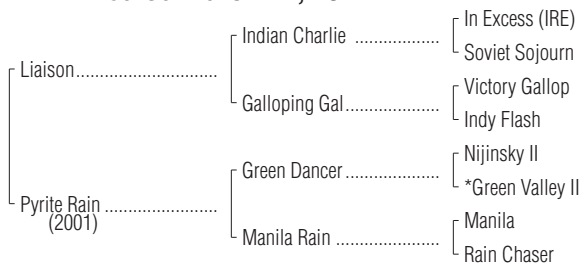 In Excess (IRE)
Indian Charlie ...................
Soviet Sojourn
Liaison................................
Victory Gallop
Galloping Gal.....................
Indy Flash
Nijinsky II
Green Dancer.....................
*Green Valley II
Pyrite Rain .........................
(2001)
Manila
Manila Rain .......................
Rain Chaser